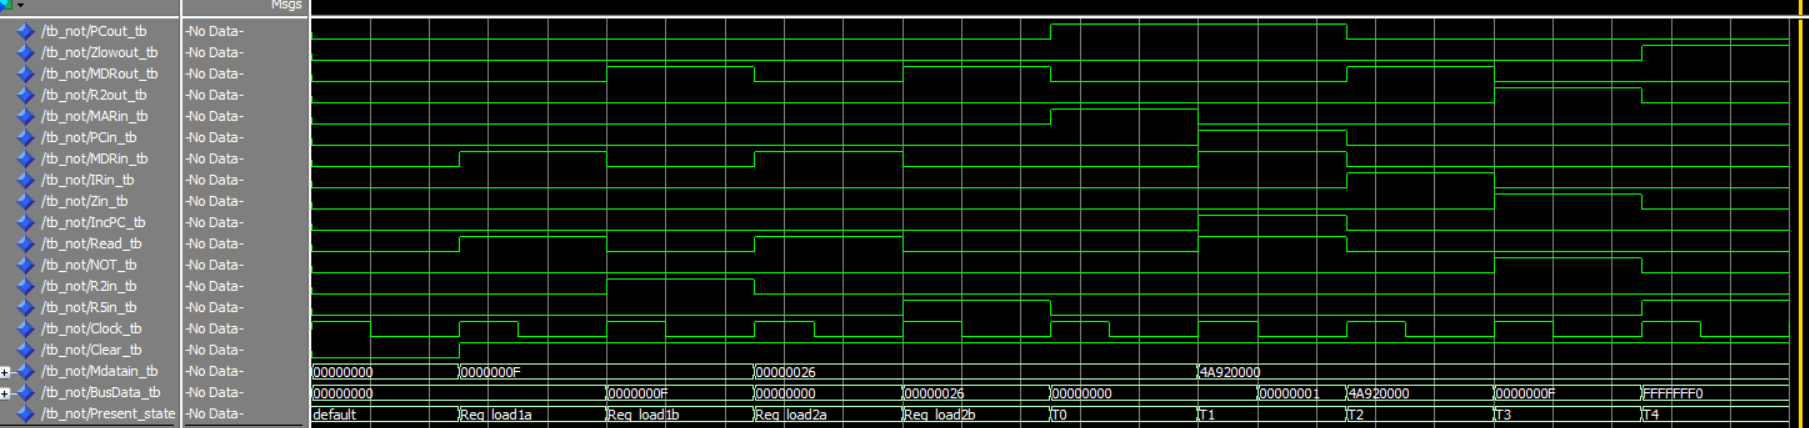 Msgs
/tb_not/PCout_tb -No Data-
/tb_not/Zlowout_tb -No Data-
/tb_not/MDRout_tb -No Data-
/tb_not/R2out_tb -No Data-
/tb_not/MARin_tb -No Data-
/tb_not/PCin_tb -No Data-
/tb_not/MDRin_tb -No Data-
/tb_not/IRin_tb -No Data-
/tb_not/Zin_tb -No Data-
/tb_not/IncPC_tb -No Data-
/tb_not/Read_tb -No Data-
/tb_not/NOT_tb -No Data-
/tb_not/R2in_tb -No Data-
/tb_not/R5in_tb -No Data-
/tb_not/Clock_tb -No Data-
/tb_not/Clear_tb -No Data-
/tb_not/Mdatain_tb -No Data- 00000000 0000000F 00000026 4A920000
/tb_not/BusData_tb -No Data- 00000000 0000000F 00000000 00000026 00000000 00000001 4A920000 0000000F FFFFFFF0
/tb_not/Present_state -No Data- default Reg_load1a Reg_load1b Reg_load2a Reg_load2b T0 T1 T2 T3 T4